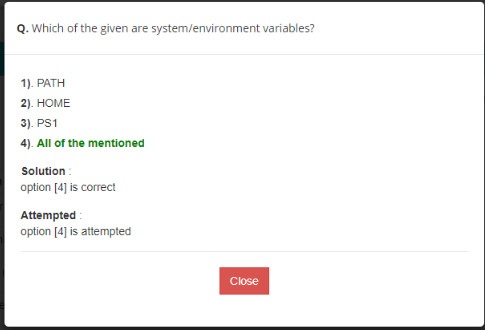 Q. Which of the given are system/environment variables?
1). PATH
2). HOME
3). PS1
4). All of the mentioned
Solution :
option [4] is correct
Attempted :
option [4] is attempted
Close